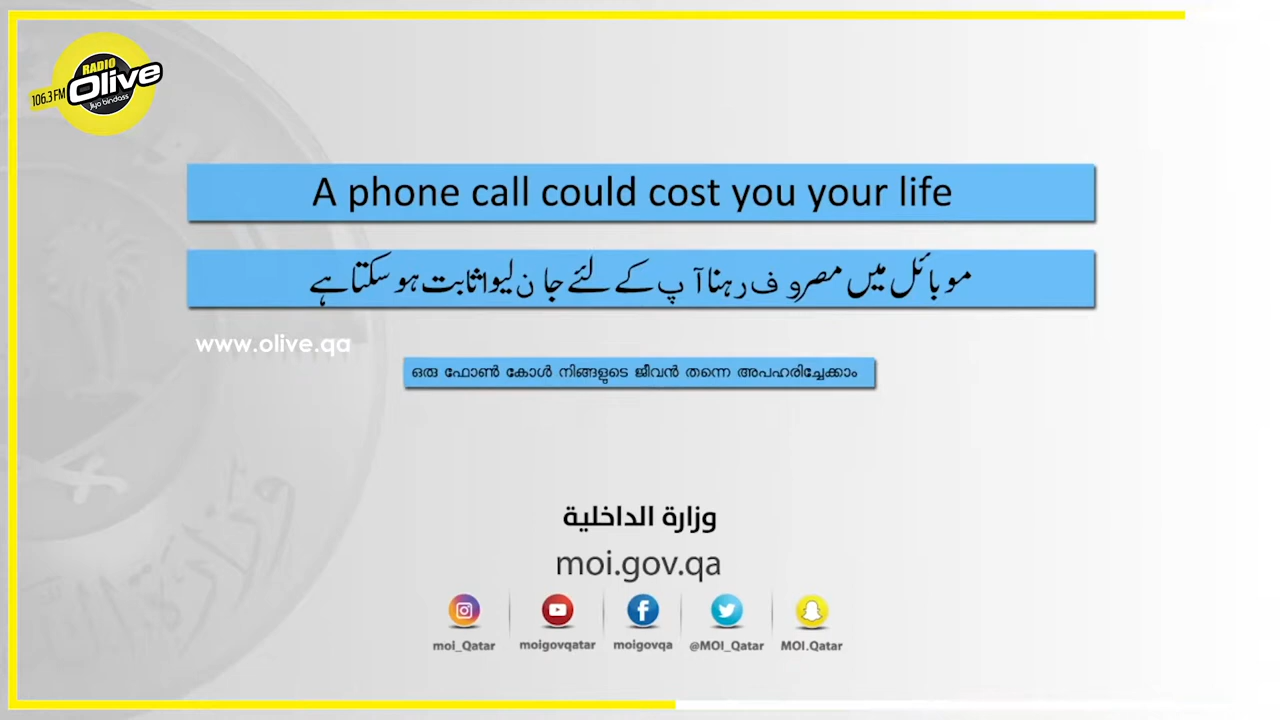 RADIO
Olive
106.3 FM
Jiyo bindass
A phone call could cost you your life
موبائل میں مصروف رہنا آپ کے لئے جان لیوا ثابت ہو سکتا ہے
www.olive.qa
ഒരു ഫോൺ കോൾ നിങ്ങളുടെ ജീവൻ തന്നെ അപഹരിച്ചേക്കാം
وزارة الداخلية
moi.gov.qa
moi_Qatar
moigovqatar
moigovqa
@MOI_Qatar
MOI.Qatar